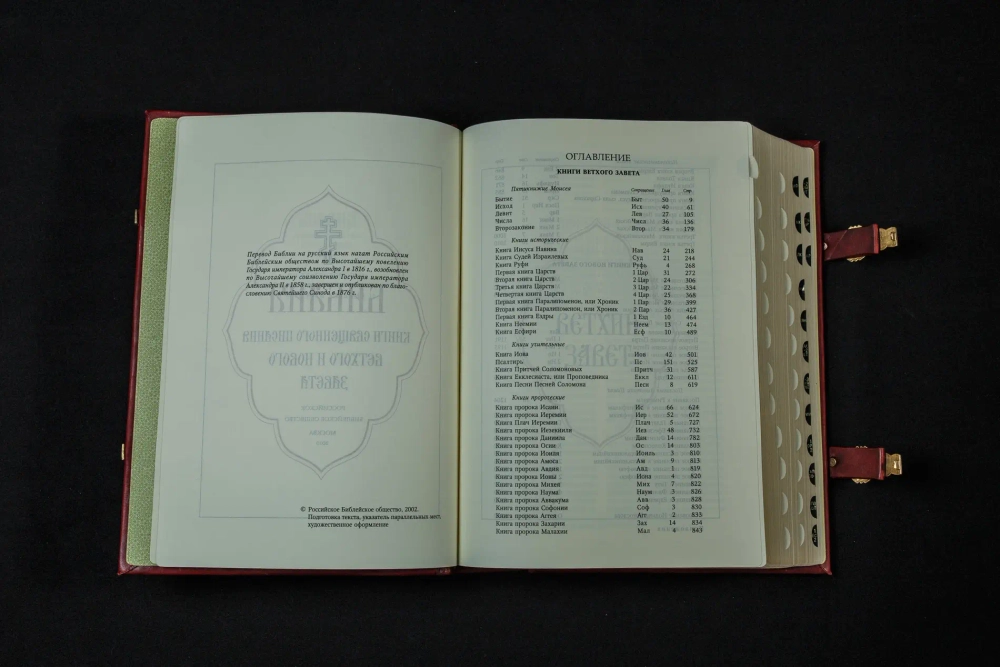 Перевод Библии на русский язык начат Российским
Библейским обществом по Высочайшему повелению
Государя императора Александра I в 1816 г., возобновлен
по Высочайшему соизволению Государя императора
Александра II в 1858 г., завершен и опубликован по благо-
словению Святейшего Синода в 1876 г.
© Российское Библейское общество, 2002.
Подготовка текста, указатель параллельных мест,
художественное оформление
ОГЛАВЛЕНИЕ
КНИГИ ВЕТХОГО ЗАВЕТА
Пятикнижие Моисея Сокращения Глав Стр.
Бытие Быт 50 9
Исход Исх 40 61
Левит Лев 27 105
Числа Числ 36 136
Второзаконие Втор 34 179
Книги исторические
Книга Иисуса Навина Нав 24 218
Книга Судей Израилевых Суд 21 244
Книга Руфи Руфь 4 268
Первая книга Царств 1 Цар 31 272
Вторая книга Царств 2 Цар 24 306
Третья книга Царств 3 Цар 22 334
Четвертая книга Царств 4 Цар 25 368
Первая книга Паралипоменон, или Хроник 1 Пар 29 399
Вторая книга Паралипоменон, или Хроник 2 Пар 36 427
Первая книга Ездры 1 Езд 10 464
Книга Неемии Неем 13 474
Книга Есфири Есф 10 489
Книги учительные
Книга Иова Иов 42 501
Псалтирь Пс 151 525
Книга Притчей Соломоновых Притч 31 587
Книга Екклесиаста, или Проповедника Еккл 12 611
Книга Песни Песней Соломона Песн 8 619
Книги пророческие
Книга пророка Исаии Ис 66 624
Книга пророка Иеремии Иер 52 672
Книга Плач Иеремии Плач 5 727
Книга пророка Иезекииля Иез 48 732
Книга пророка Даниила Дан 14 782
Книга пророка Осии Ос 14 803
Книга пророка Иоиля Иоиль 3 810
Книга пророка Амоса Ам 9 813
Книга пророка Авдия Авд 1 819
Книга пророка Ионы Иона 4 820
Книга пророка Михея Мих 7 822
Книга пророка Наума Наум 3 826
Книга пророка Аввакума Авв 3 828
Книга пророка Софонии Соф 3 830
Книга пророка Аггея Агг 2 833
Книга пророка Захарии Зах 14 834
Книга пророка Малахии Мал 4 843